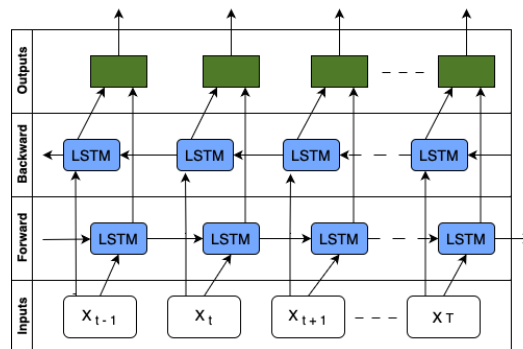 Outputs
Backward
LSTM LSTM LSTM LSTM
Forward
LSTM LSTM LSTM LSTM
Inputs
X t - 1 X t X t + 1 X T